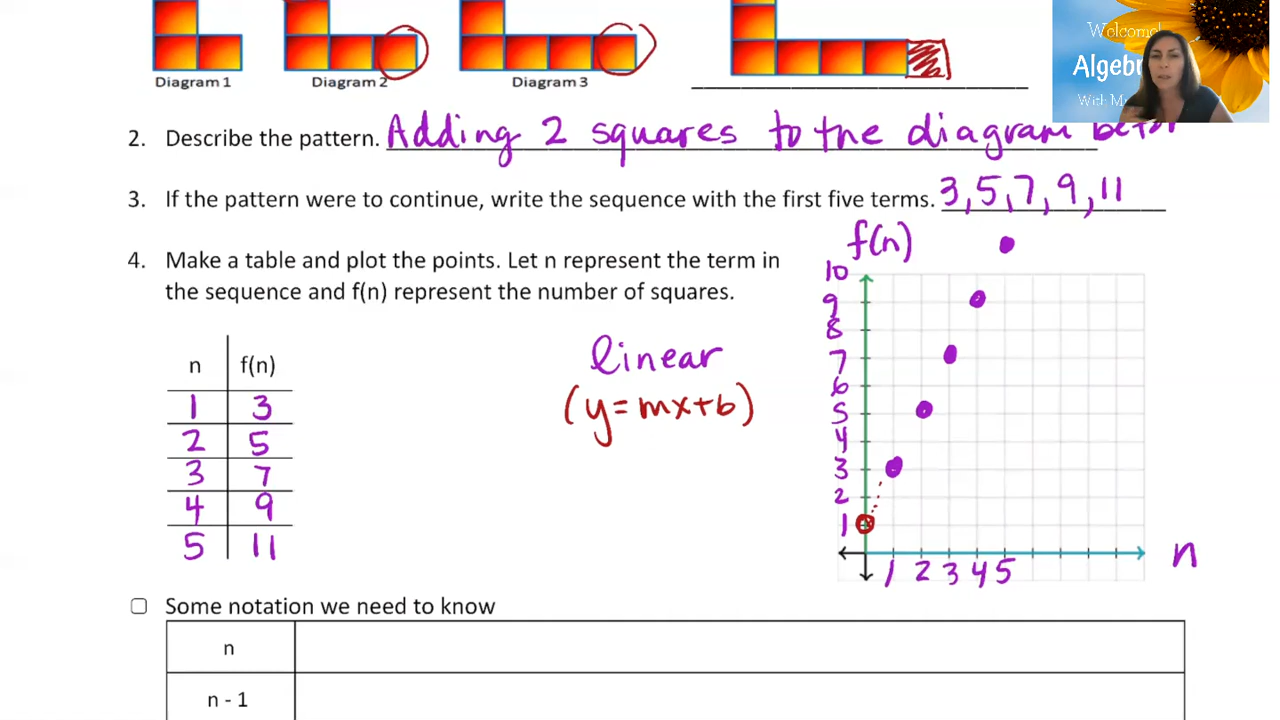 Welcome!
Algebr
With M
Diagram 1
Diagram 2
Diagram 3
2. Describe the pattern. Adding 2 squares to the diagram
3. If the pattern were to continue, write the sequence with the first five terms. 3, 5, 7, 9, 11
4. Make a table and plot the points. Let n represent the term in
the sequence and f(n) represent the number of squares.
n f(n)
1 3
2 5
3 7
4 9
5 11
linear
(y=mx+b)
f(n)
10
9
8
7
6
5
4
3
2
1
1 2 3 4 5
n
Some notation we need to know
n
n - 1